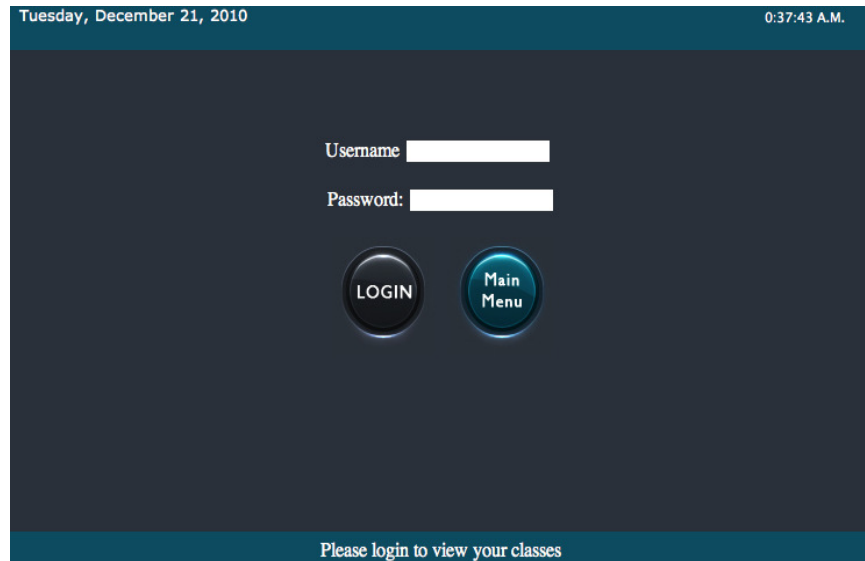 Tuesday, December 21, 2010
0:37:43 A.M.
Username
Password:
LOGIN
Main
Menu
Please login to view your classes